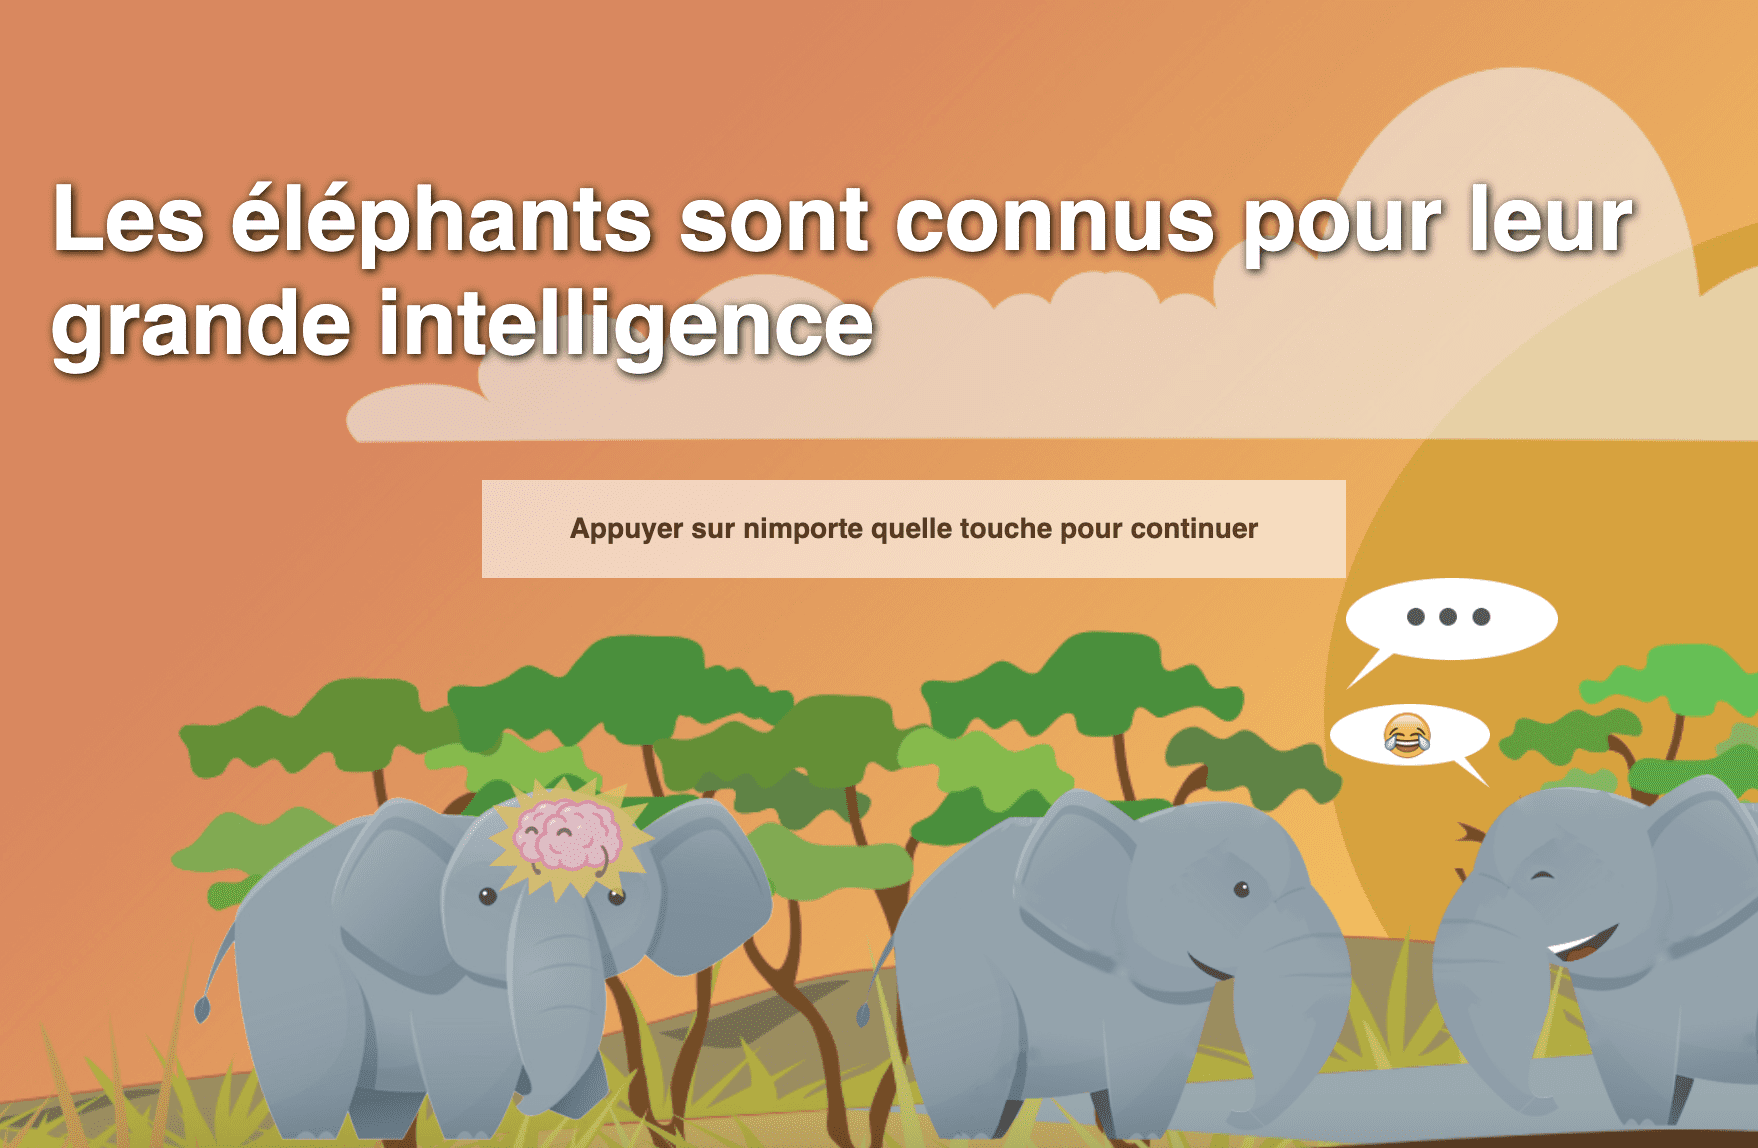 Les éléphants sont connus pour leur
grande intelligence
Appuyer sur nimporte quelle touche pour continuer